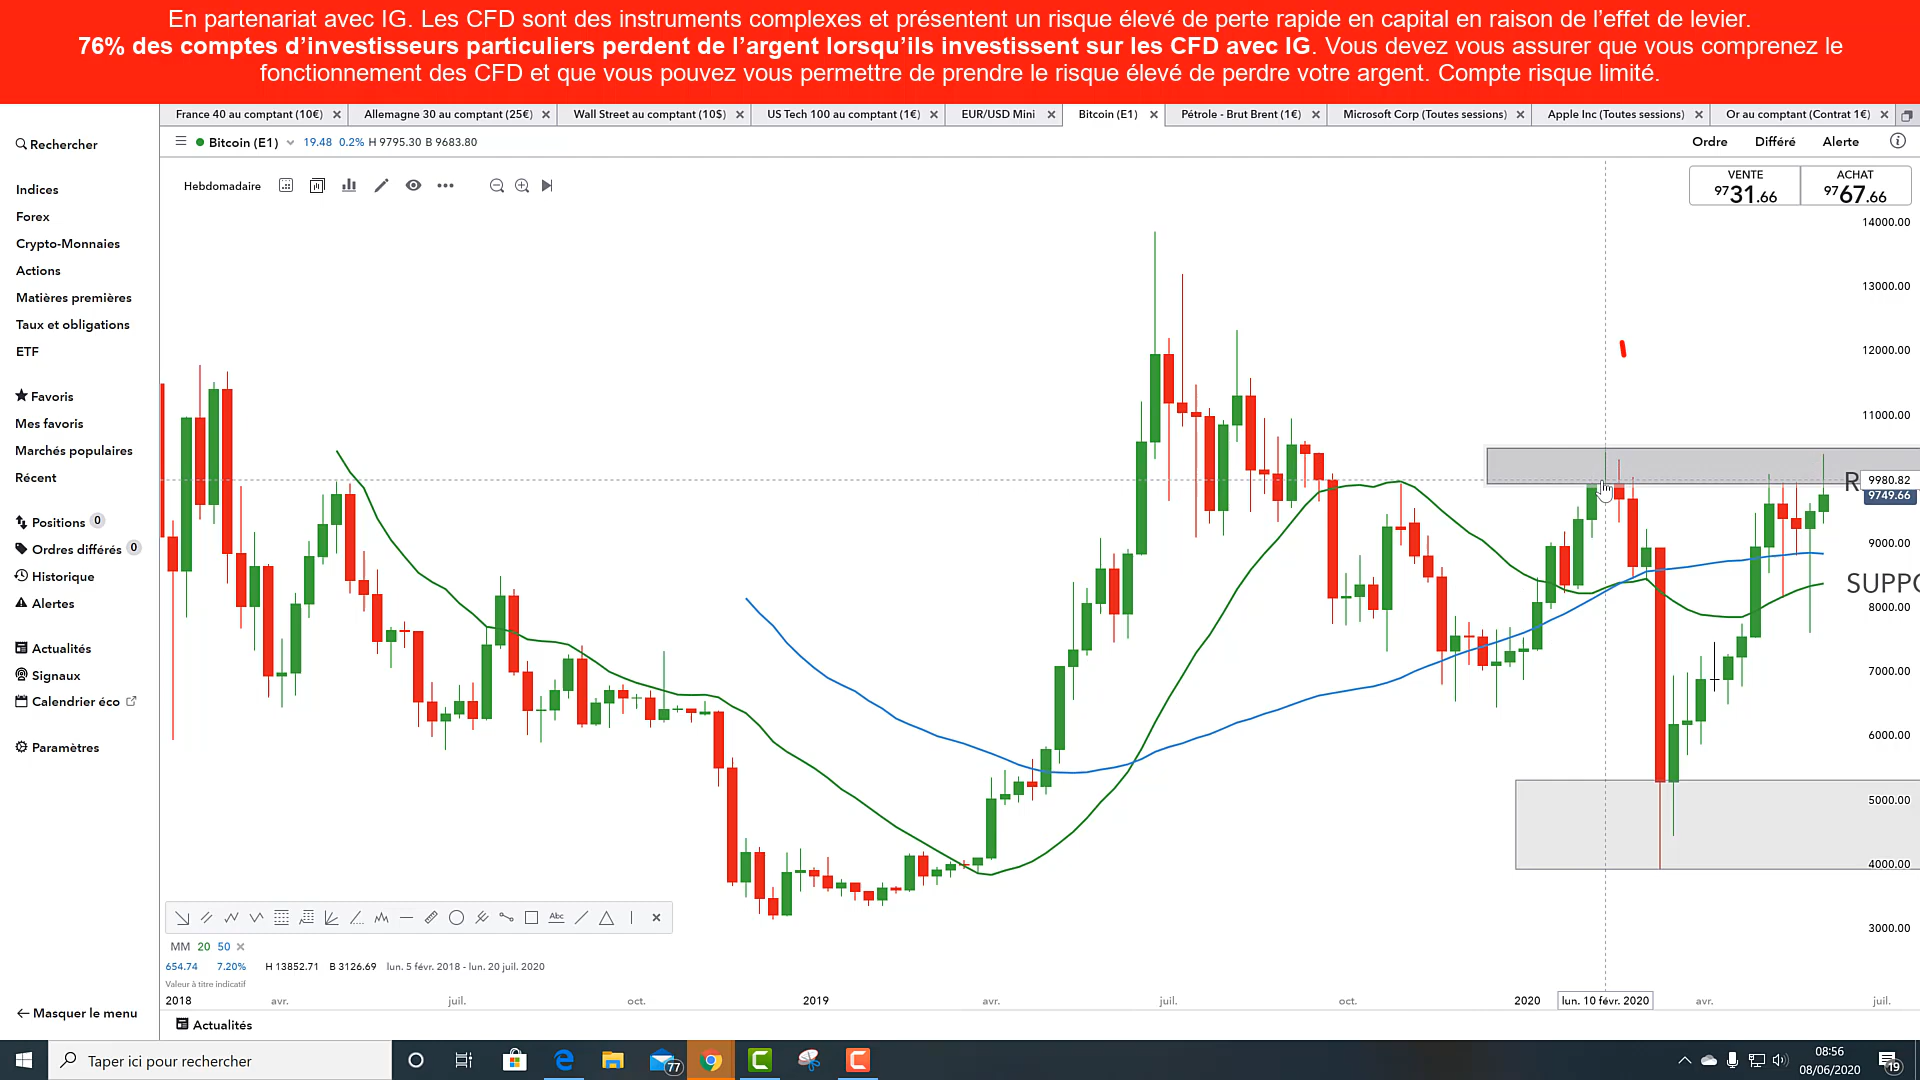 En partenariat avec IG. Les CFD sont des instruments complexes et présentent un risque élevé de perte rapide en capital en raison de l'effet de levier.
76% des comptes d'investisseurs particuliers perdent de l'argent lorsqu'ils investissent sur les CFD avec IG. Vous devez vous assurer que vous comprenez le
fonctionnement des CFD et que vous pouvez vous permettre de prendre le risque élevé de perdre votre argent. Compte risque limité.
France 40 au comptant (10€) Allemagne 30 au comptant (25€) Wall Street au comptant (10$) US Tech 100 au comptant (1€) EUR/USD Mini Bitcoin (E1) Pétrole - Brut Brent (1€) Microsoft Corp (Toutes sessions) Apple Inc (Toutes sessions) Or au comptant (Contrat 1€)
Rechercher
Bitcoin (E1) 19.48 0.2% H 9795.30 B 9683.80
Ordre Différé Alerte
Hebdomadaire
VENTE ACHAT
9731.66 9767.66
Indices
Forex
Crypto-Monnaies
Actions
Matières premières
Taux et obligations
ETF
Favoris
Mes favoris
Marchés populaires
Récent
Positions 0
Ordres différés 0
Historique
Alertes
Actualités
Signaux
Calendrier éco
Paramètres
Masquer le menu
14000.00
13000.00
12000.00
11000.00
R
9980.82
9749.66
9000.00
SUPPO
8000.00
7000.00
6000.00
5000.00
4000.00
3000.00
Abc
MM 20 50
654.74 7.20% H 13852.71 B 3126.69 lun. 5 févr. 2018 - lun. 20 juil. 2020
Valeur à titre indicatif
2018 avr. juil. oct. 2019 avr. juil. oct. 2020 lun. 10 févr. 2020 avr. juil.
Actualités
Taper ici pour rechercher
77
08:56
08/06/2020
19